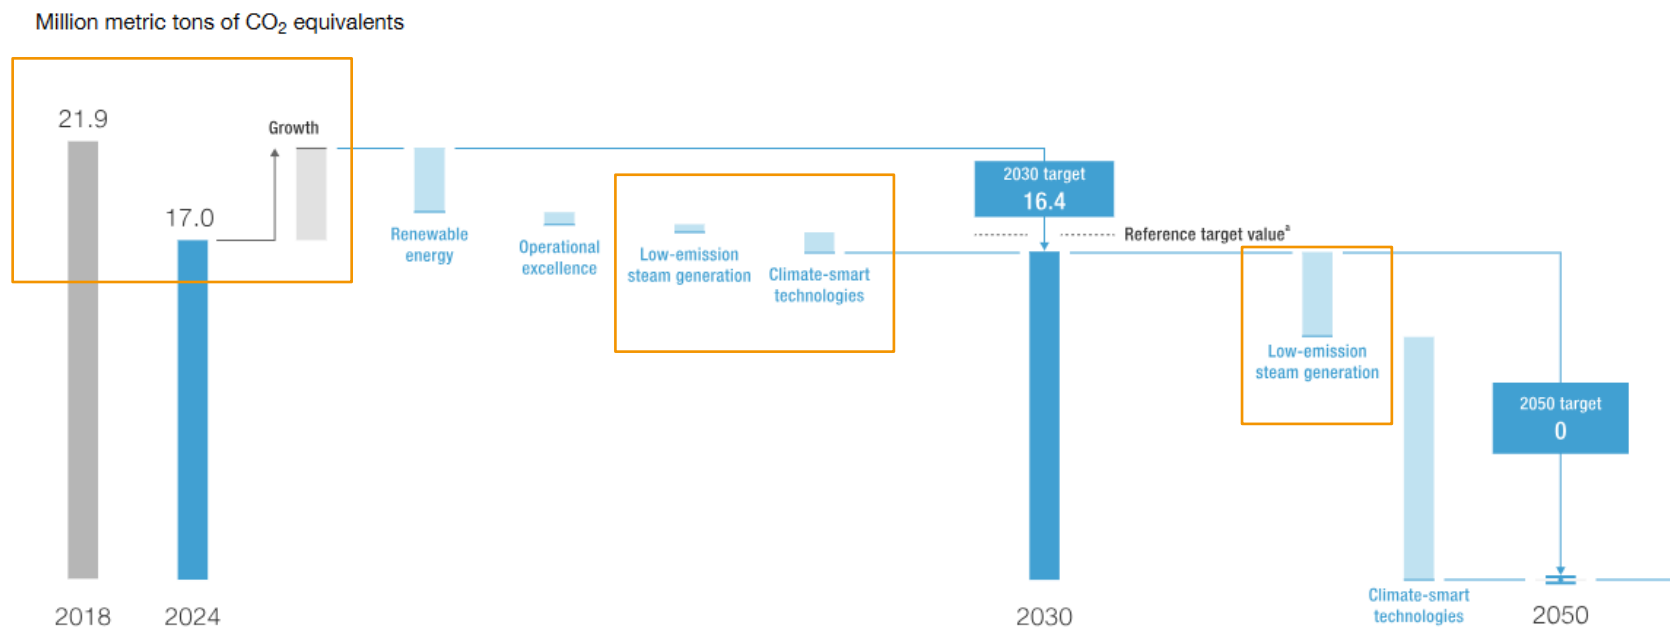 Million metric tons of CO₂ equivalents
21.9
Growth
17.0
Renewable
energy
Operational
excellence
Low-emission
steam generation
Climate-smart
technologies
2030 target
16.4
Reference target valueᵃ
Low-emission
steam generation
2050 target
0
Climate-smart
technologies
2018
2024
2030
2050